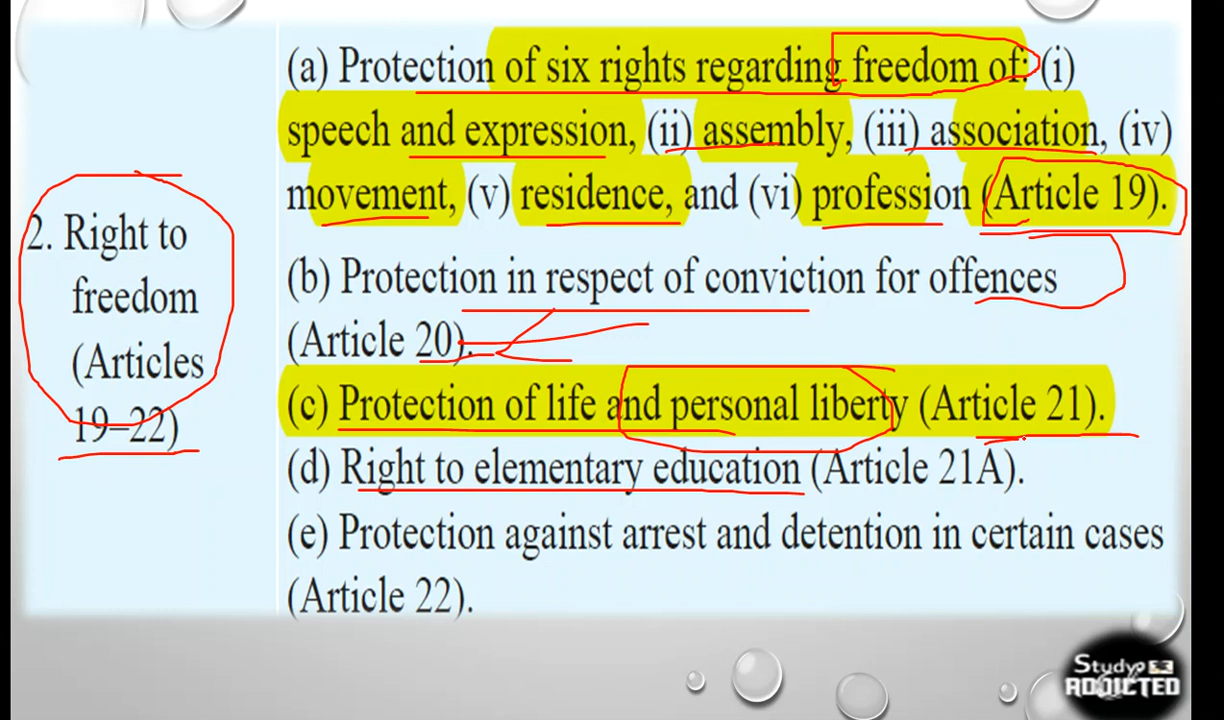 (a) Protection of six rights regarding freedom of: (i)
speech and expression, (ii) assembly, (iii) association, (iv)
movement, (v) residence, and (vi) profession (Article 19).
2. Right to
freedom
(Articles
19–22)
(b) Protection in respect of conviction for offences
(Article 20).
(c) Protection of life and personal liberty (Article 21).
(d) Right to elementary education (Article 21A).
(e) Protection against arrest and detention in certain cases
(Article 22).
Study
ADDICTED